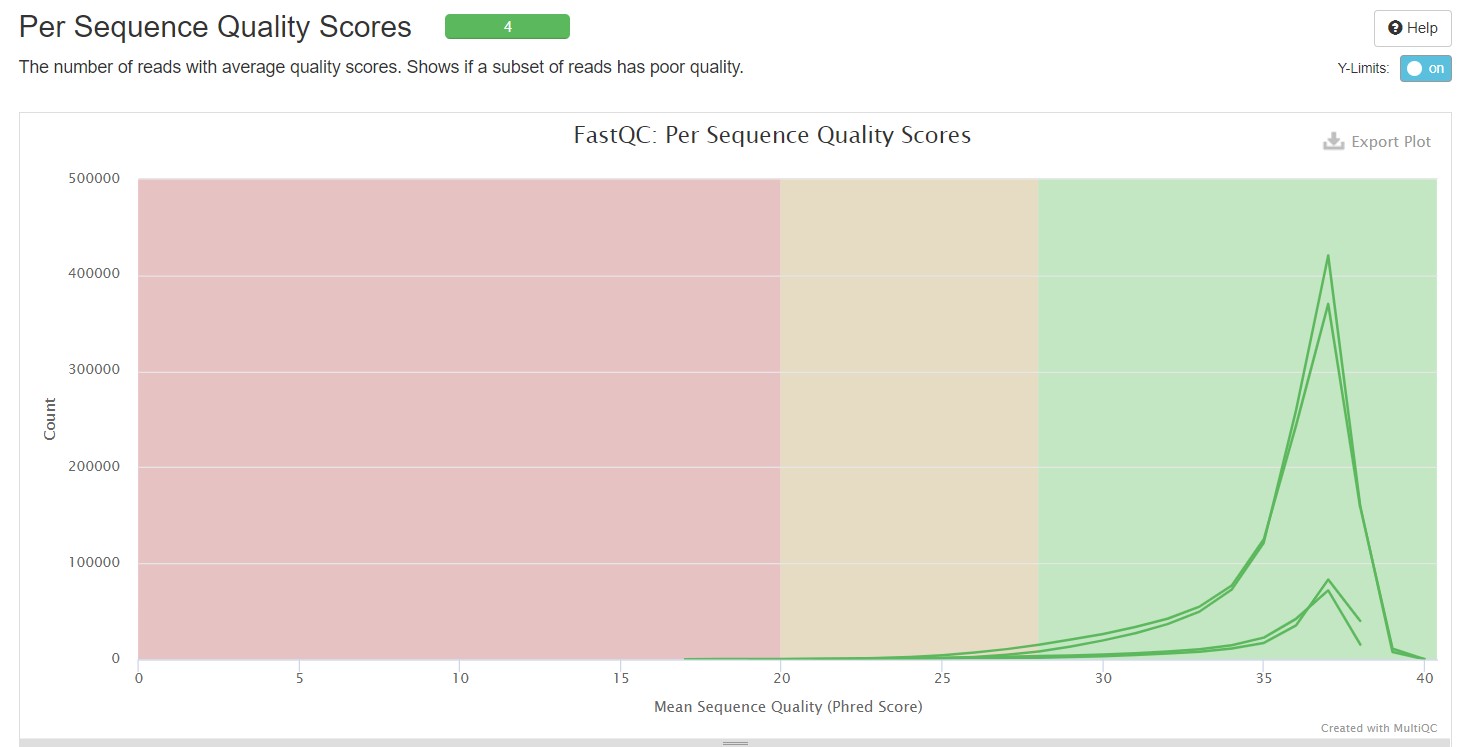 Per Sequence Quality Scores
4
Help
The number of reads with average quality scores. Shows if a subset of reads has poor quality.
Y-Limits: on
FastQC: Per Sequence Quality Scores
Export Plot
500000
400000
300000
200000
100000
0
Count
0 5 10 15 20 25 30 35 40
Mean Sequence Quality (Phred Score)
Created with MultiQC